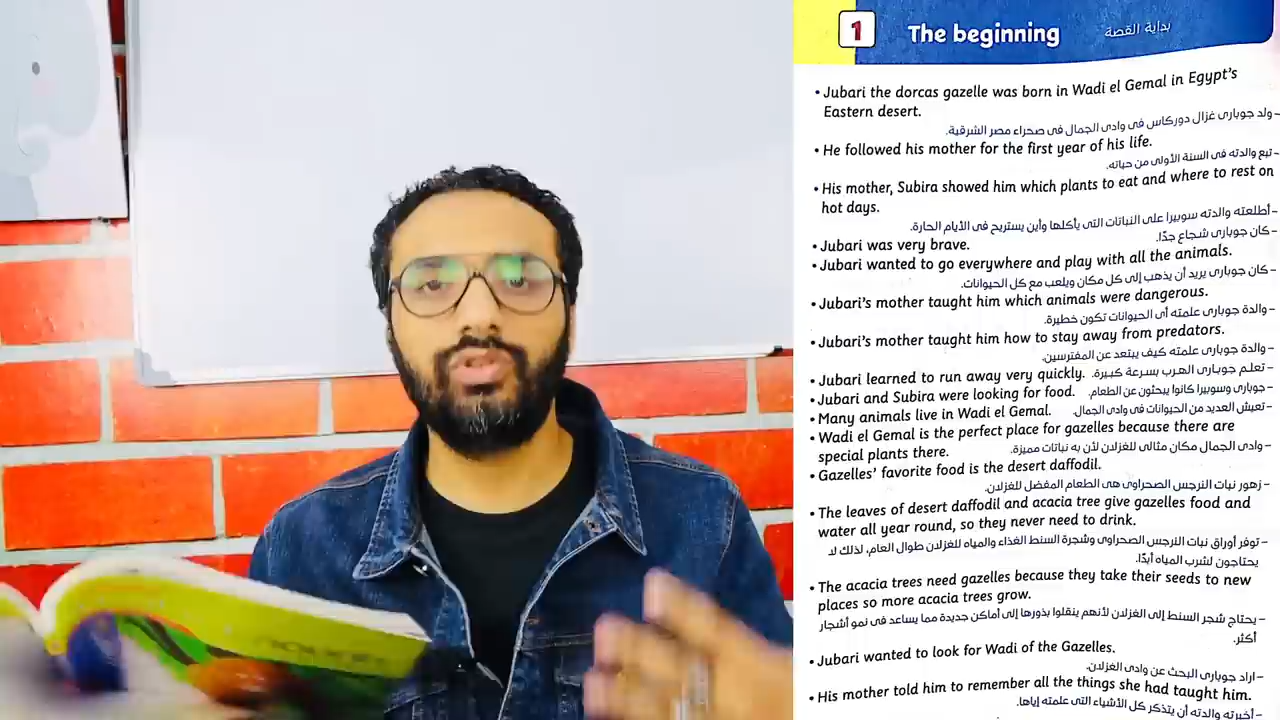 1
The beginning
بداية القصة
• Jubari the dorcas gazelle was born in Wadi el Gemal in Egypt's
Eastern desert.
- ولد جوبارى غزال دوركاس فى وادى الجمال فى صحراء مصر الشرقية.
• He followed his mother for the first year of his life.
- تبع والدته فى السنة الأولى من حياته.
• His mother, Subira showed him which plants to eat and where to rest on
hot days.
- أطلعته والدته سوبيرا على النباتات التى يأكلها وأين يستريح فى الأيام الحارة.
• Jubari was very brave.
- كان جوبارى شجاع جدًا.
• Jubari wanted to go everywhere and play with all the animals.
- كان جوبارى يريد أن يذهب إلى كل مكان ويلعب مع كل الحيوانات.
• Jubari's mother taught him which animals were dangerous.
- والدة جوبارى علمته أى الحيوانات تكون خطيرة.
• Jubari's mother taught him how to stay away from predators.
- والدة جوبارى علمته كيف يبتعد عن المفترسين.
• Jubari learned to run away very quickly. - تعلم جوبارى الهرب بسرعة كبيرة.
• Jubari and Subira were looking for food. - جوبارى وسوبيرا كانوا يبحثون عن الطعام.
• Many animals live in Wadi el Gemal. - تعيش العديد من الحيوانات فى وادى الجمال.
• Wadi el Gemal is the perfect place for gazelles because there are
special plants there. - وادى الجمال مكان مثالى للغزلان لأن به نباتات مميزة.
• Gazelles' favorite food is the desert daffodil.
- زهور نبات النرجس الصحراوى هى الطعام المفضل للغزلان.
• The leaves of desert daffodil and acacia tree give gazelles food and
water all year round, so they never need to drink.
- توفر أوراق نبات النرجس الصحراوى وشجرة السنط الغذاء والمياه للغزلان طوال العام، لذلك لا
يحتاجون لشرب المياه أبدًا.
• The acacia trees need gazelles because they take their seeds to new
places so more acacia trees grow.
- يحتاج شجر السنط إلى الغزلان لأنهم ينقلوا بذورها إلى أماكن جديدة مما يساعد فى نمو أشجار
أكثر.
• Jubari wanted to look for Wadi of the Gazelles.
- اراد جوبارى البحث عن وادى الغزلان.
• His mother told him to remember all the things she had taught him.
- أخبرته والدته أن يتذكر كل الأشياء التى علمته إياها.